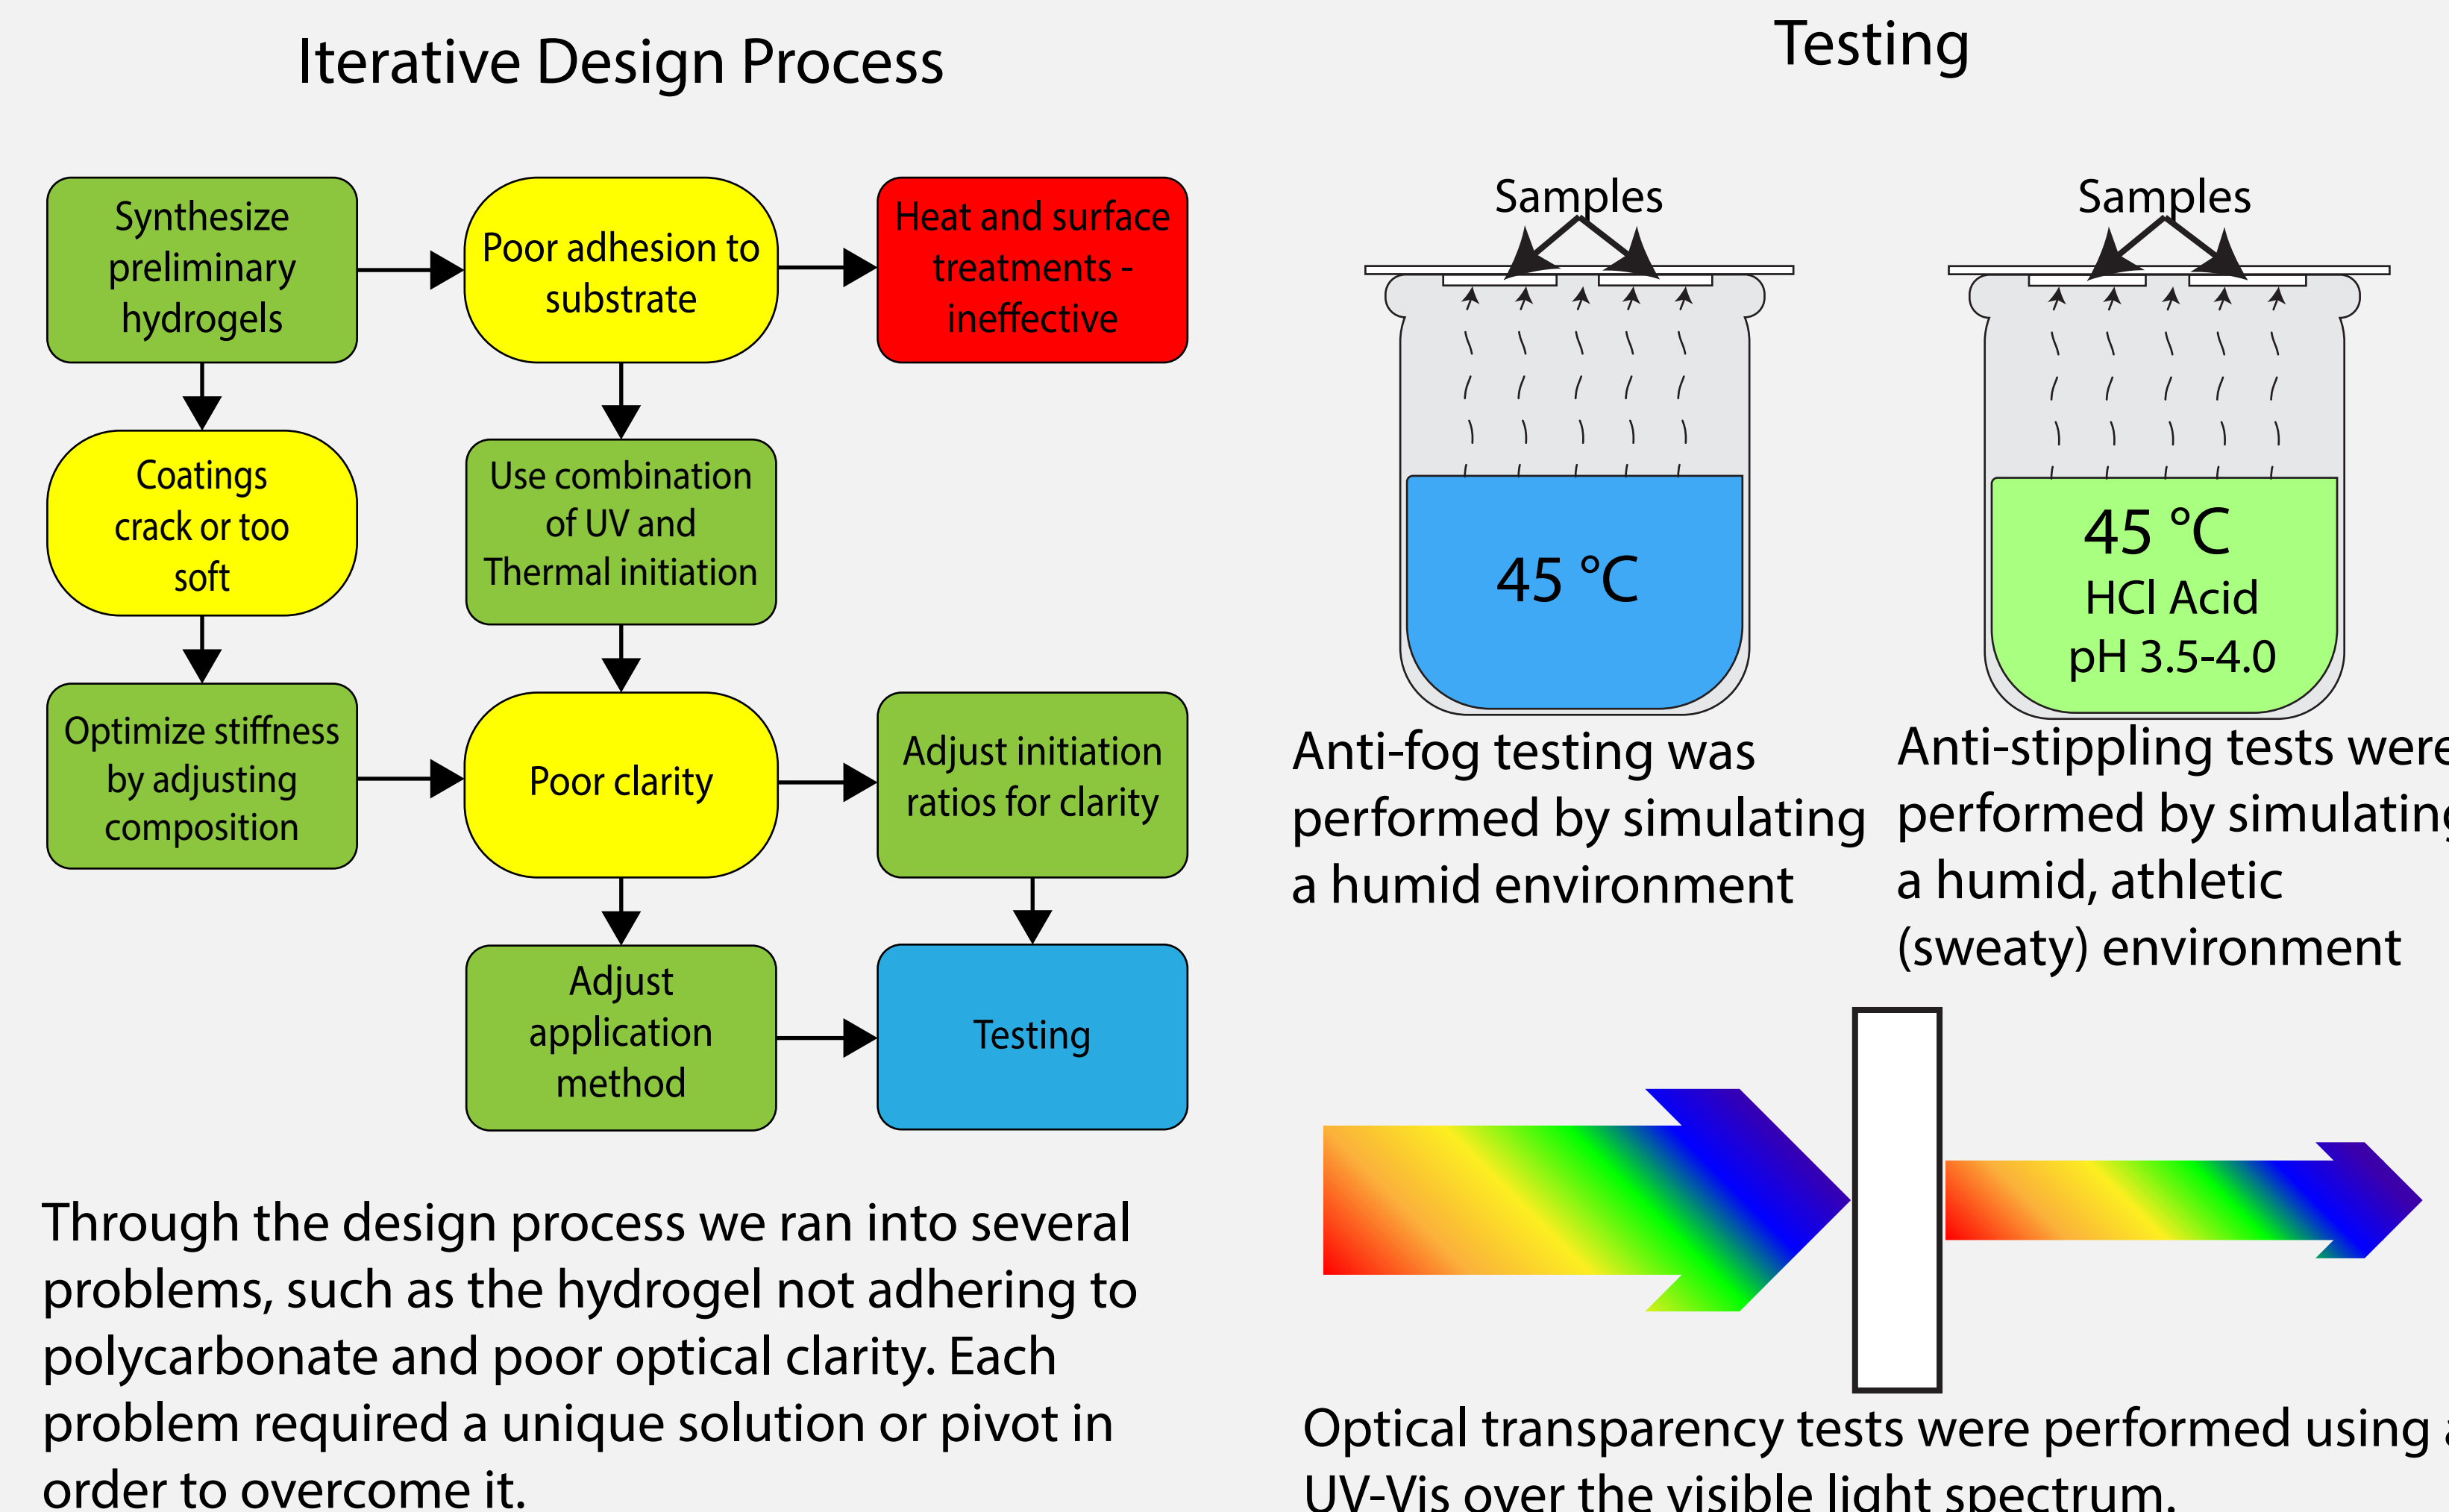 Iterative Design Process
Synthesize
preliminary
hydrogels
Poor adhesion to
substrate
Heat and surface
treatments -
ineffective
Coatings
crack or too
soft
Use combination
of UV and
Thermal initiation
Optimize stiffness
by adjusting
composition
Poor clarity
Adjust initiation
ratios for clarity
Adjust
application
method
Testing
Through the design process we ran into several
problems, such as the hydrogel not adhering to
polycarbonate and poor optical clarity. Each
problem required a unique solution or pivot in
order to overcome it.
Testing
Samples
45 °C
Anti-fog testing was
performed by simulating
a humid environment
Samples
45 °C
HCl Acid
pH 3.5-4.0
Anti-stippling tests were
performed by simulating
a humid, athletic
(sweaty) environment
Optical transparency tests were performed using a
UV-Vis over the visible light spectrum.